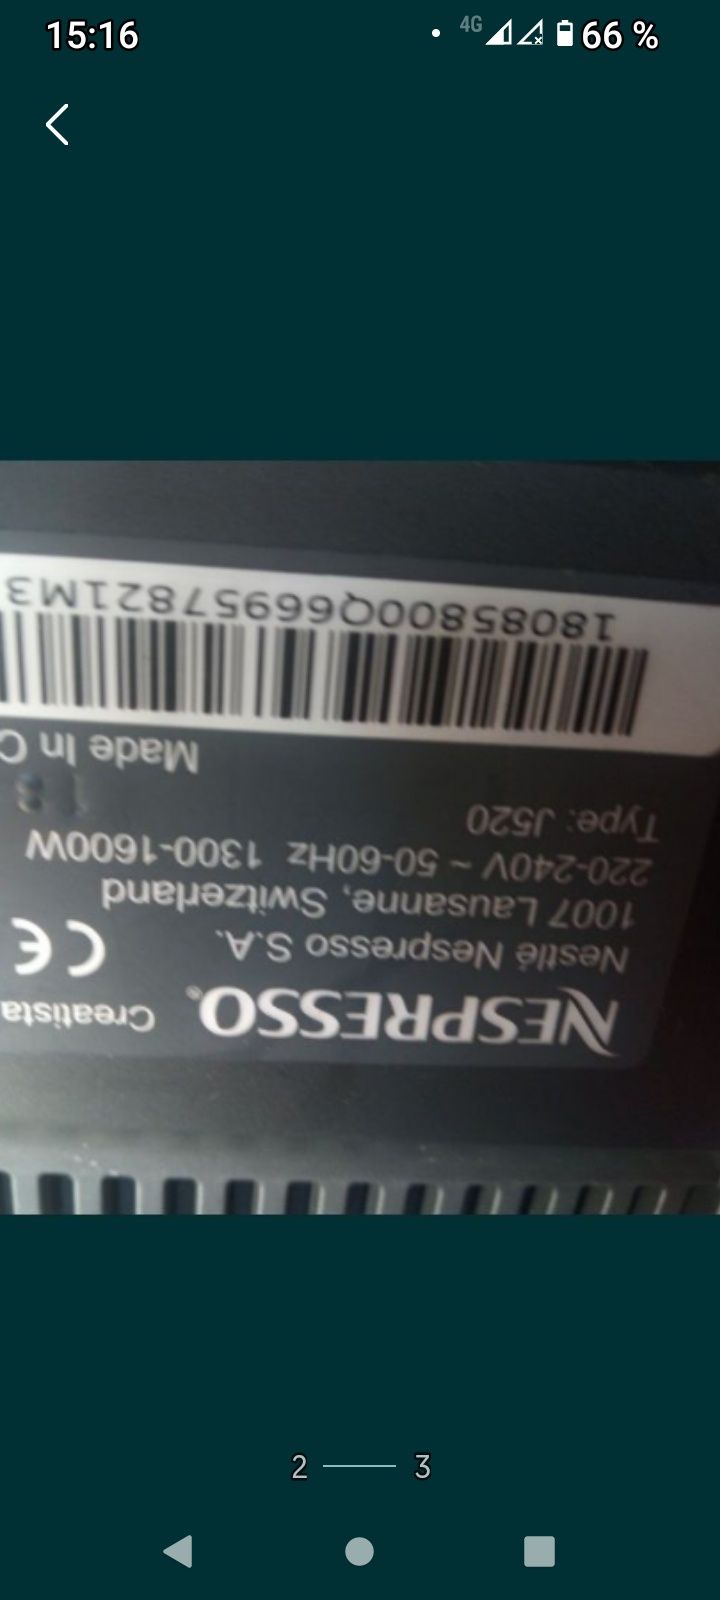 15:16
4G
66 %
NESPRESSO® Creatista
Nestlé Nespresso S.A.
1007 Lausanne, Switzerland
220-240V ~ 50-60Hz 1300-1600W
Type: J520
Made In C
18085800Q66957821M3
2 3